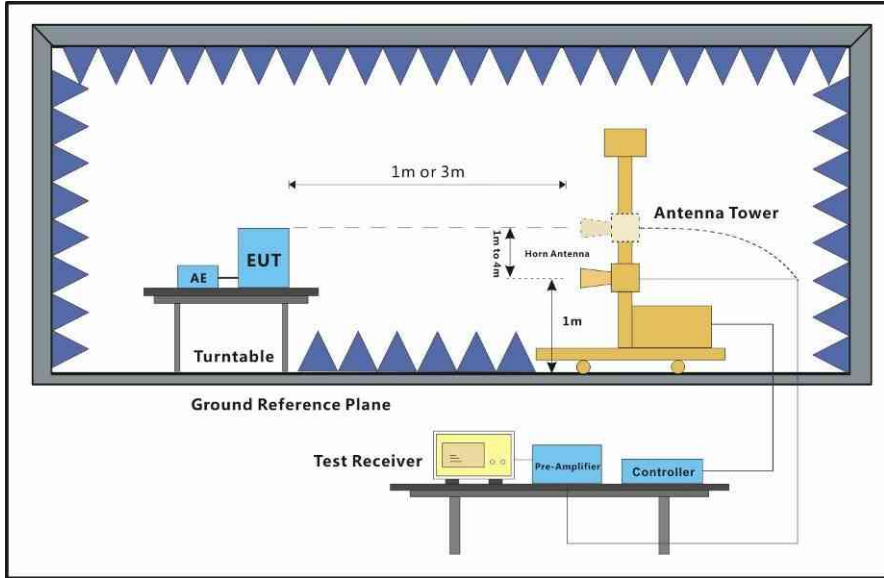 1m or 3m
Antenna Tower
1m to 4m
Horn Antenna
EUT
AE
1m
Turntable
Ground Reference Plane
Test Receiver
Pre-Amplifier
Controller